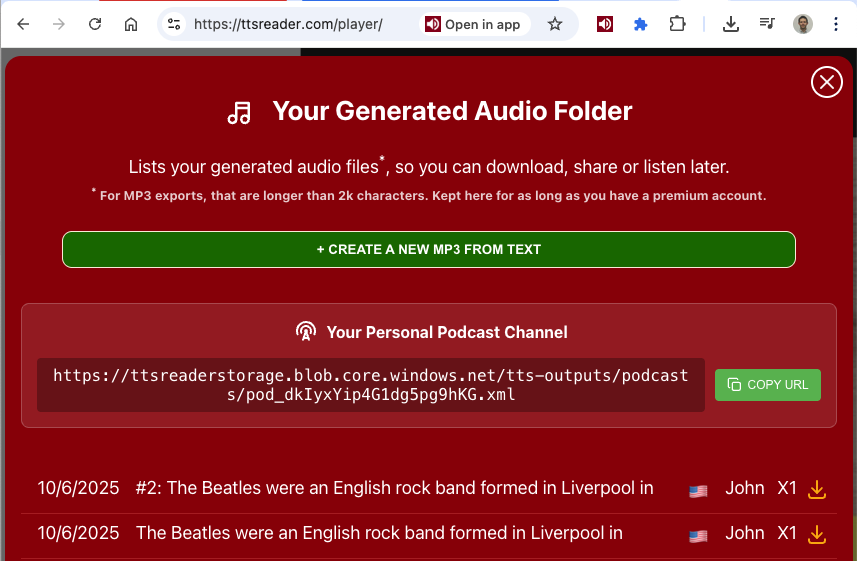 https://ttsreader.com/player/
Open in app
Your Generated Audio Folder
Lists your generated audio files*, so you can download, share or listen later.
* For MP3 exports, that are longer than 2k characters. Kept here for as long as you have a premium account.
+ CREATE A NEW MP3 FROM TEXT
Your Personal Podcast Channel
https://ttsreaderstorage.blob.core.windows.net/tts-outputs/podcast
s/pod_dkIyxYip4G1dg5pg9hKG.xml
COPY URL
10/6/2025 #2: The Beatles were an English rock band formed in Liverpool in John X1
10/6/2025 The Beatles were an English rock band formed in Liverpool in John X1